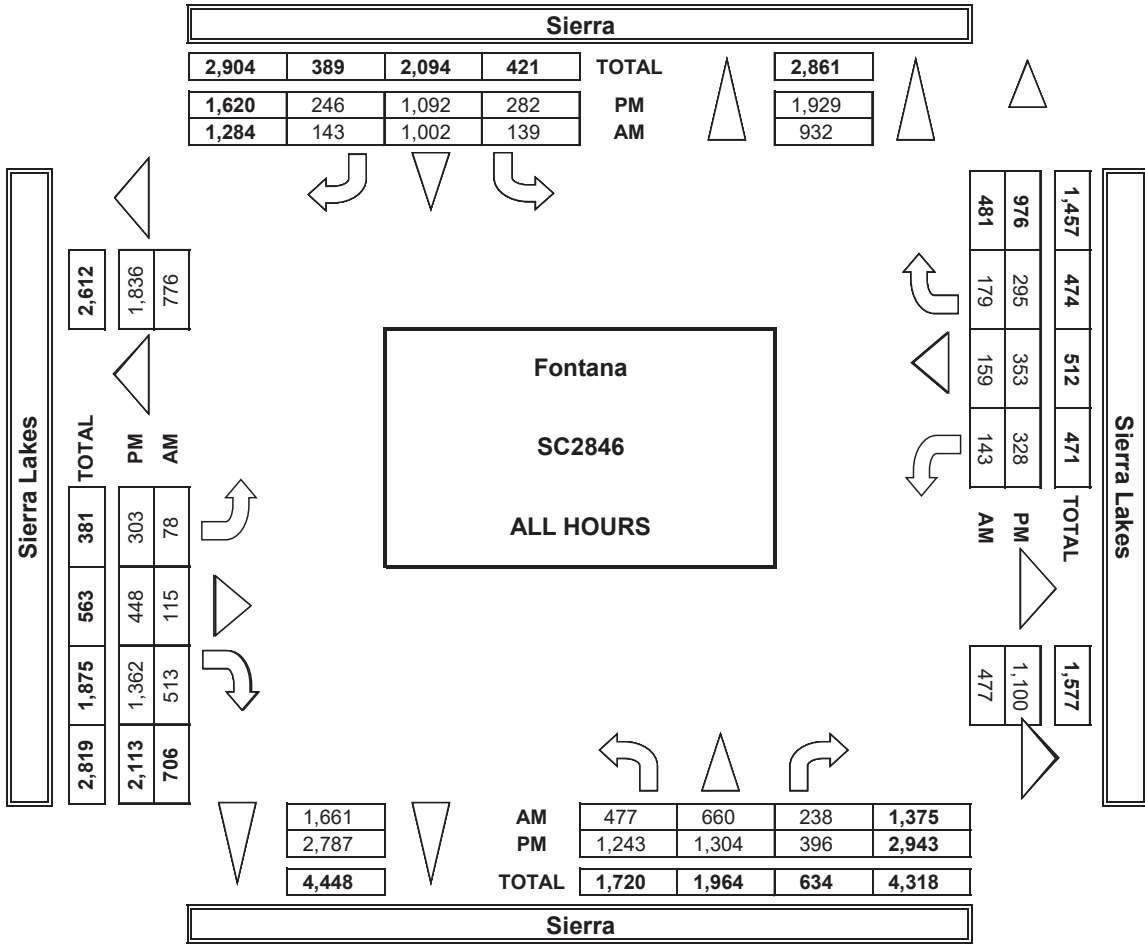 Sierra
2,904 389 2,094 421 TOTAL 2,861
1,620 246 1,092 282 PM 1,929
1,284 143 1,002 139 AM 932
Sierra Lakes
2,612
1,836
776
TOTAL 381 563 1,875 2,819
PM 303 448 1,362 2,113
AM 78 115 513 706
Fontana
SC2846
ALL HOURS
481 179 159 143 AM 477
976 295 353 328 PM 1,100
1,457 474 512 471 TOTAL 1,577
Sierra Lakes
1,661 AM 477 660 238 1,375
2,787 PM 1,243 1,304 396 2,943
4,448 TOTAL 1,720 1,964 634 4,318
Sierra